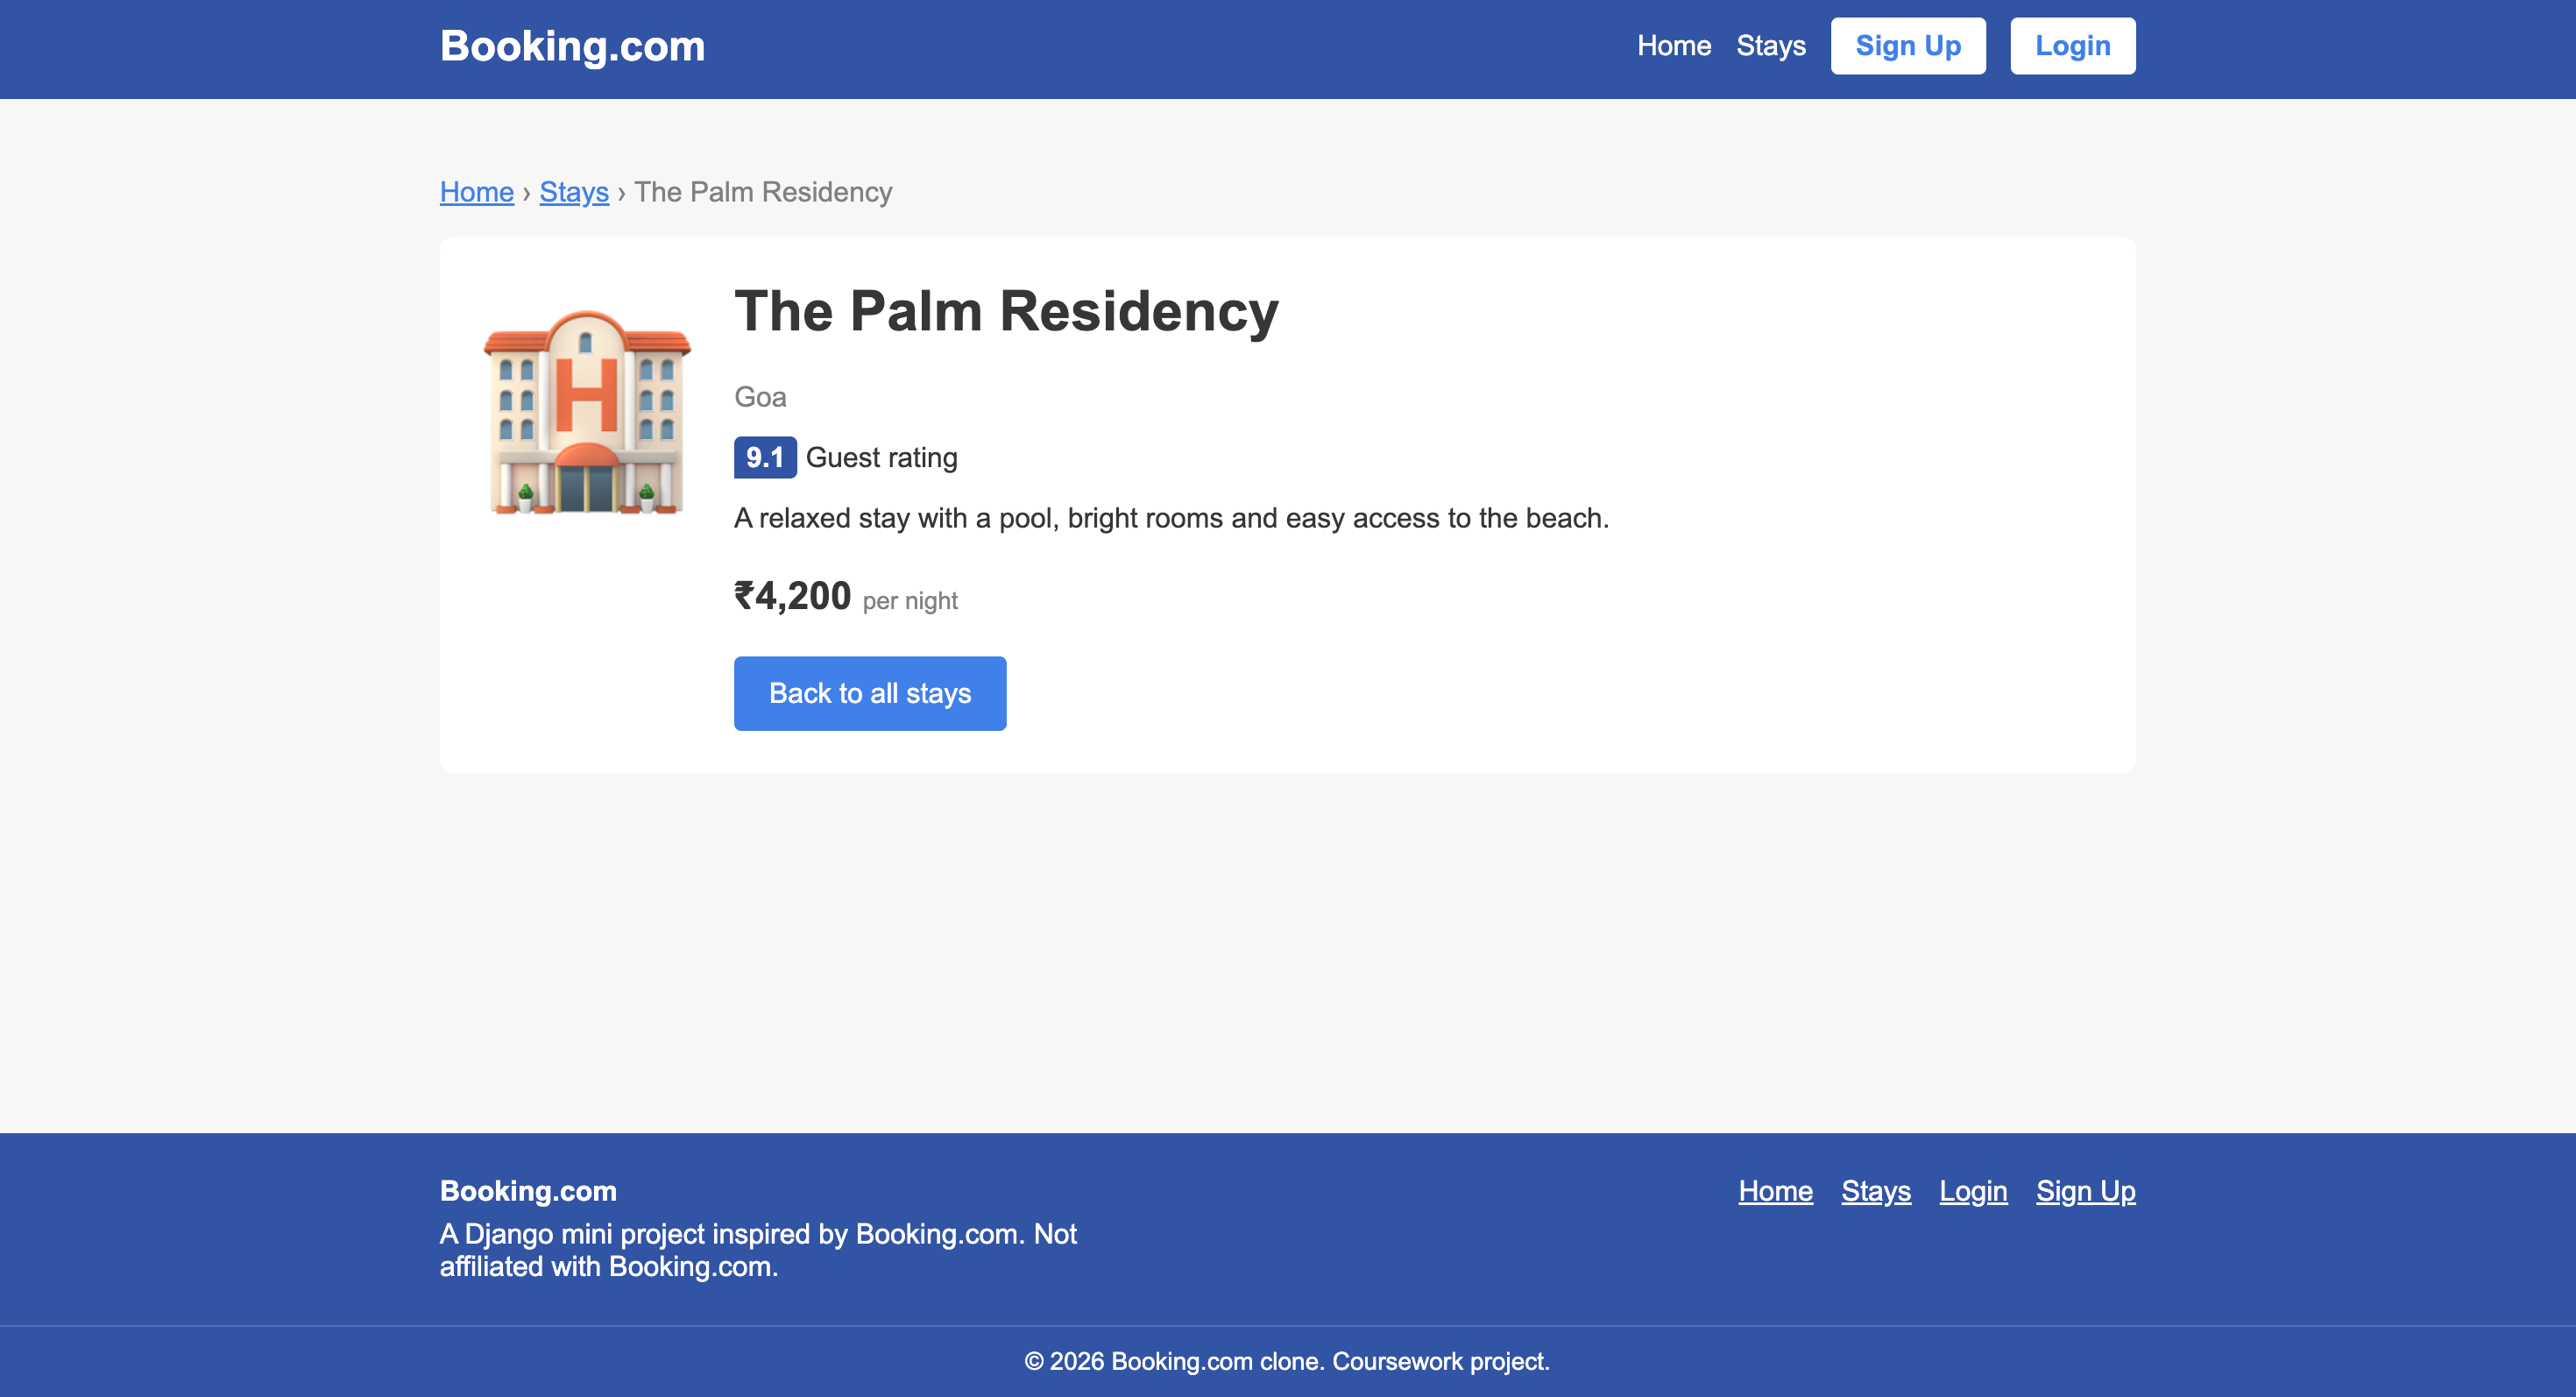 Booking.com
Home Stays Sign Up Login
Home › Stays › The Palm Residency
H
The Palm Residency
Goa
9.1 Guest rating
A relaxed stay with a pool, bright rooms and easy access to the beach.
₹4,200 per night
Back to all stays
Booking.com
A Django mini project inspired by Booking.com. Not
affiliated with Booking.com.
Home Stays Login Sign Up
© 2026 Booking.com clone. Coursework project.